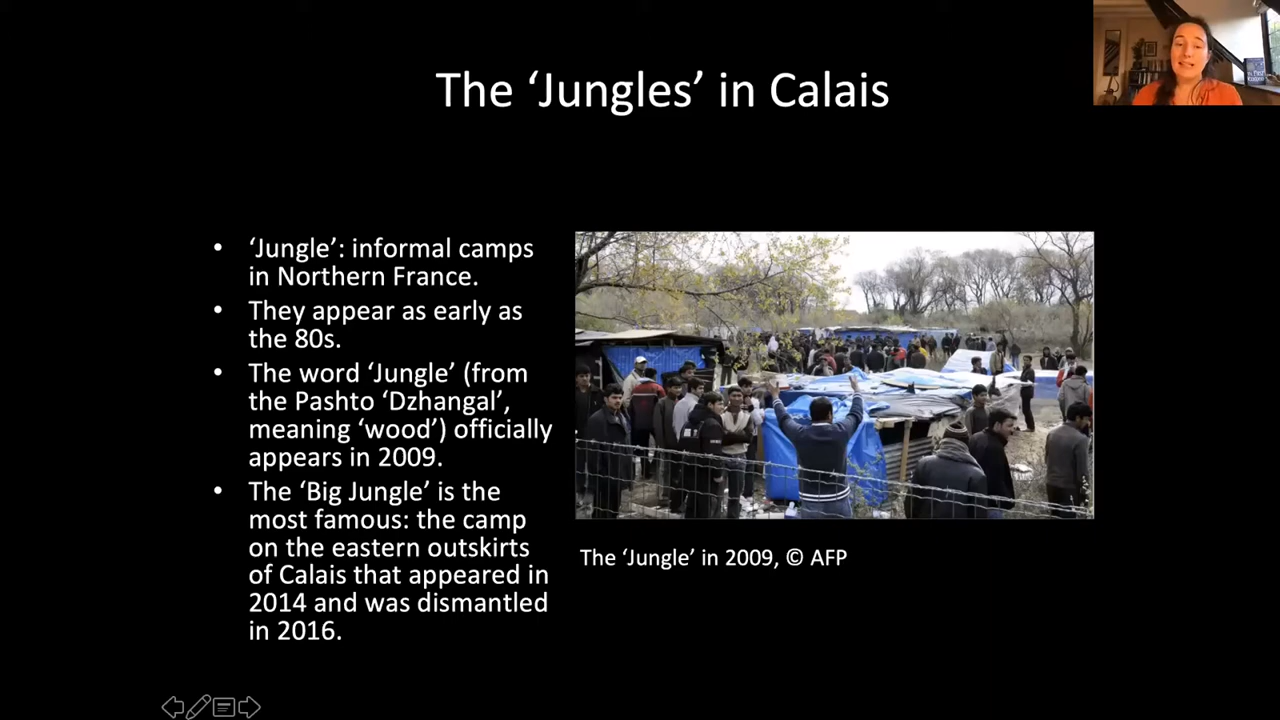 The ‘Jungles’ in Calais
• ‘Jungle’: informal camps
in Northern France.
• They appear as early as
the 80s.
• The word ‘Jungle’ (from
the Pashto ‘Dzhangal’,
meaning ‘wood’) officially
appears in 2009.
• The ‘Big Jungle’ is the
most famous: the camp
on the eastern outskirts
of Calais that appeared in
2014 and was dismantled
in 2016.
The ‘Jungle’ in 2009, © AFP